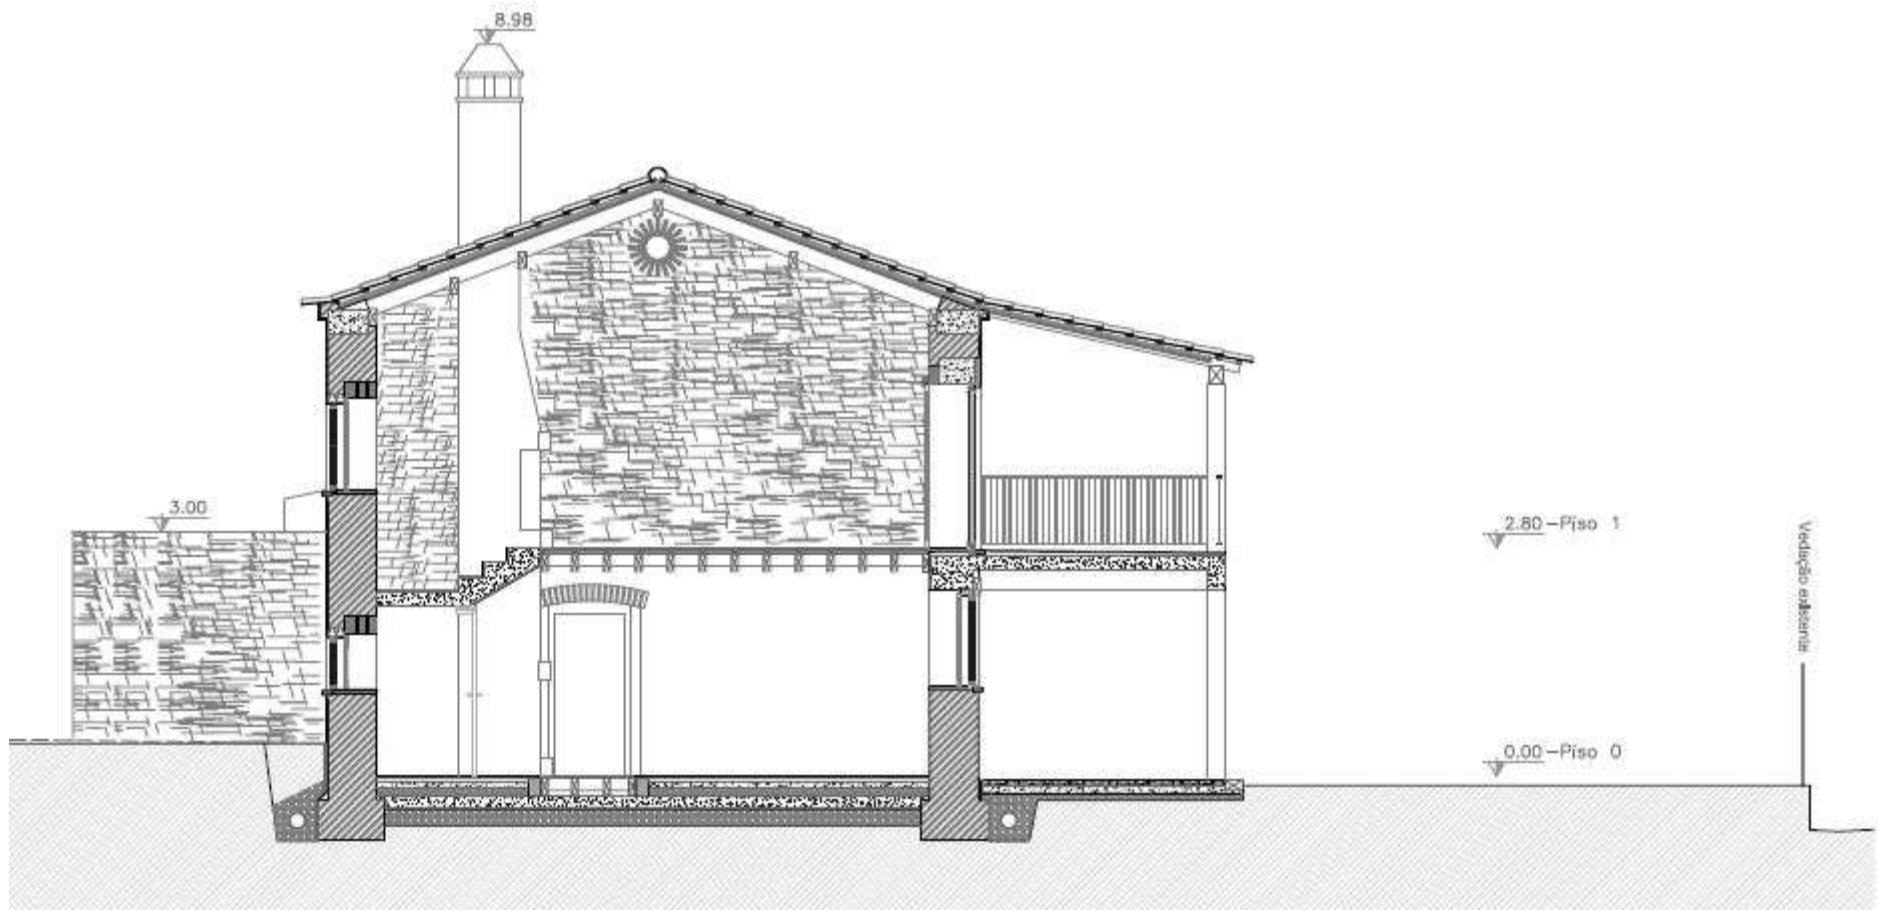 8.98
3.00
2.80 -Piso 1
Vedação existente
0.00 -Piso 0